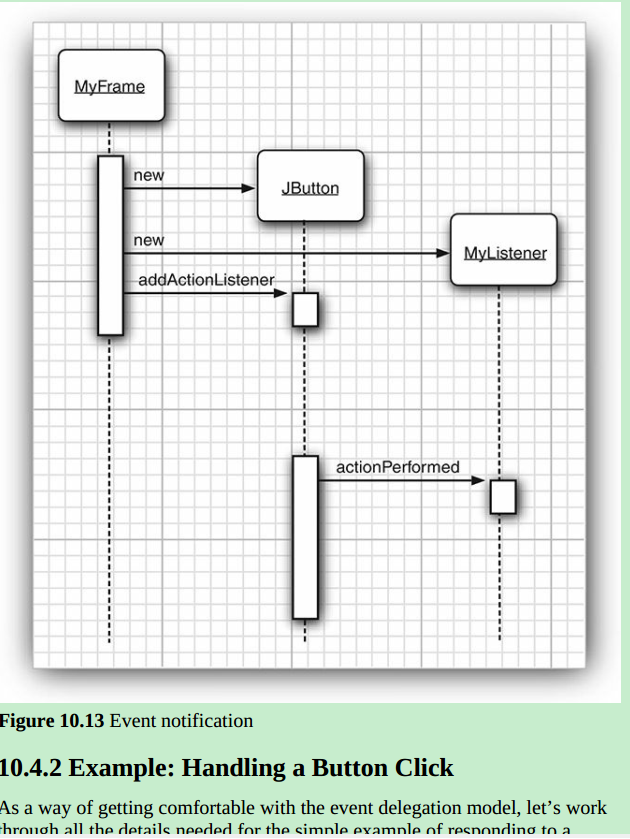 MyFrame
new
JButton
new
MyListener
addActionListener
actionPerformed
Figure 10.13 Event notification
10.4.2 Example: Handling a Button Click
As a way of getting comfortable with the event delegation model, let’s work
through all the details needed for the simple example of responding to a